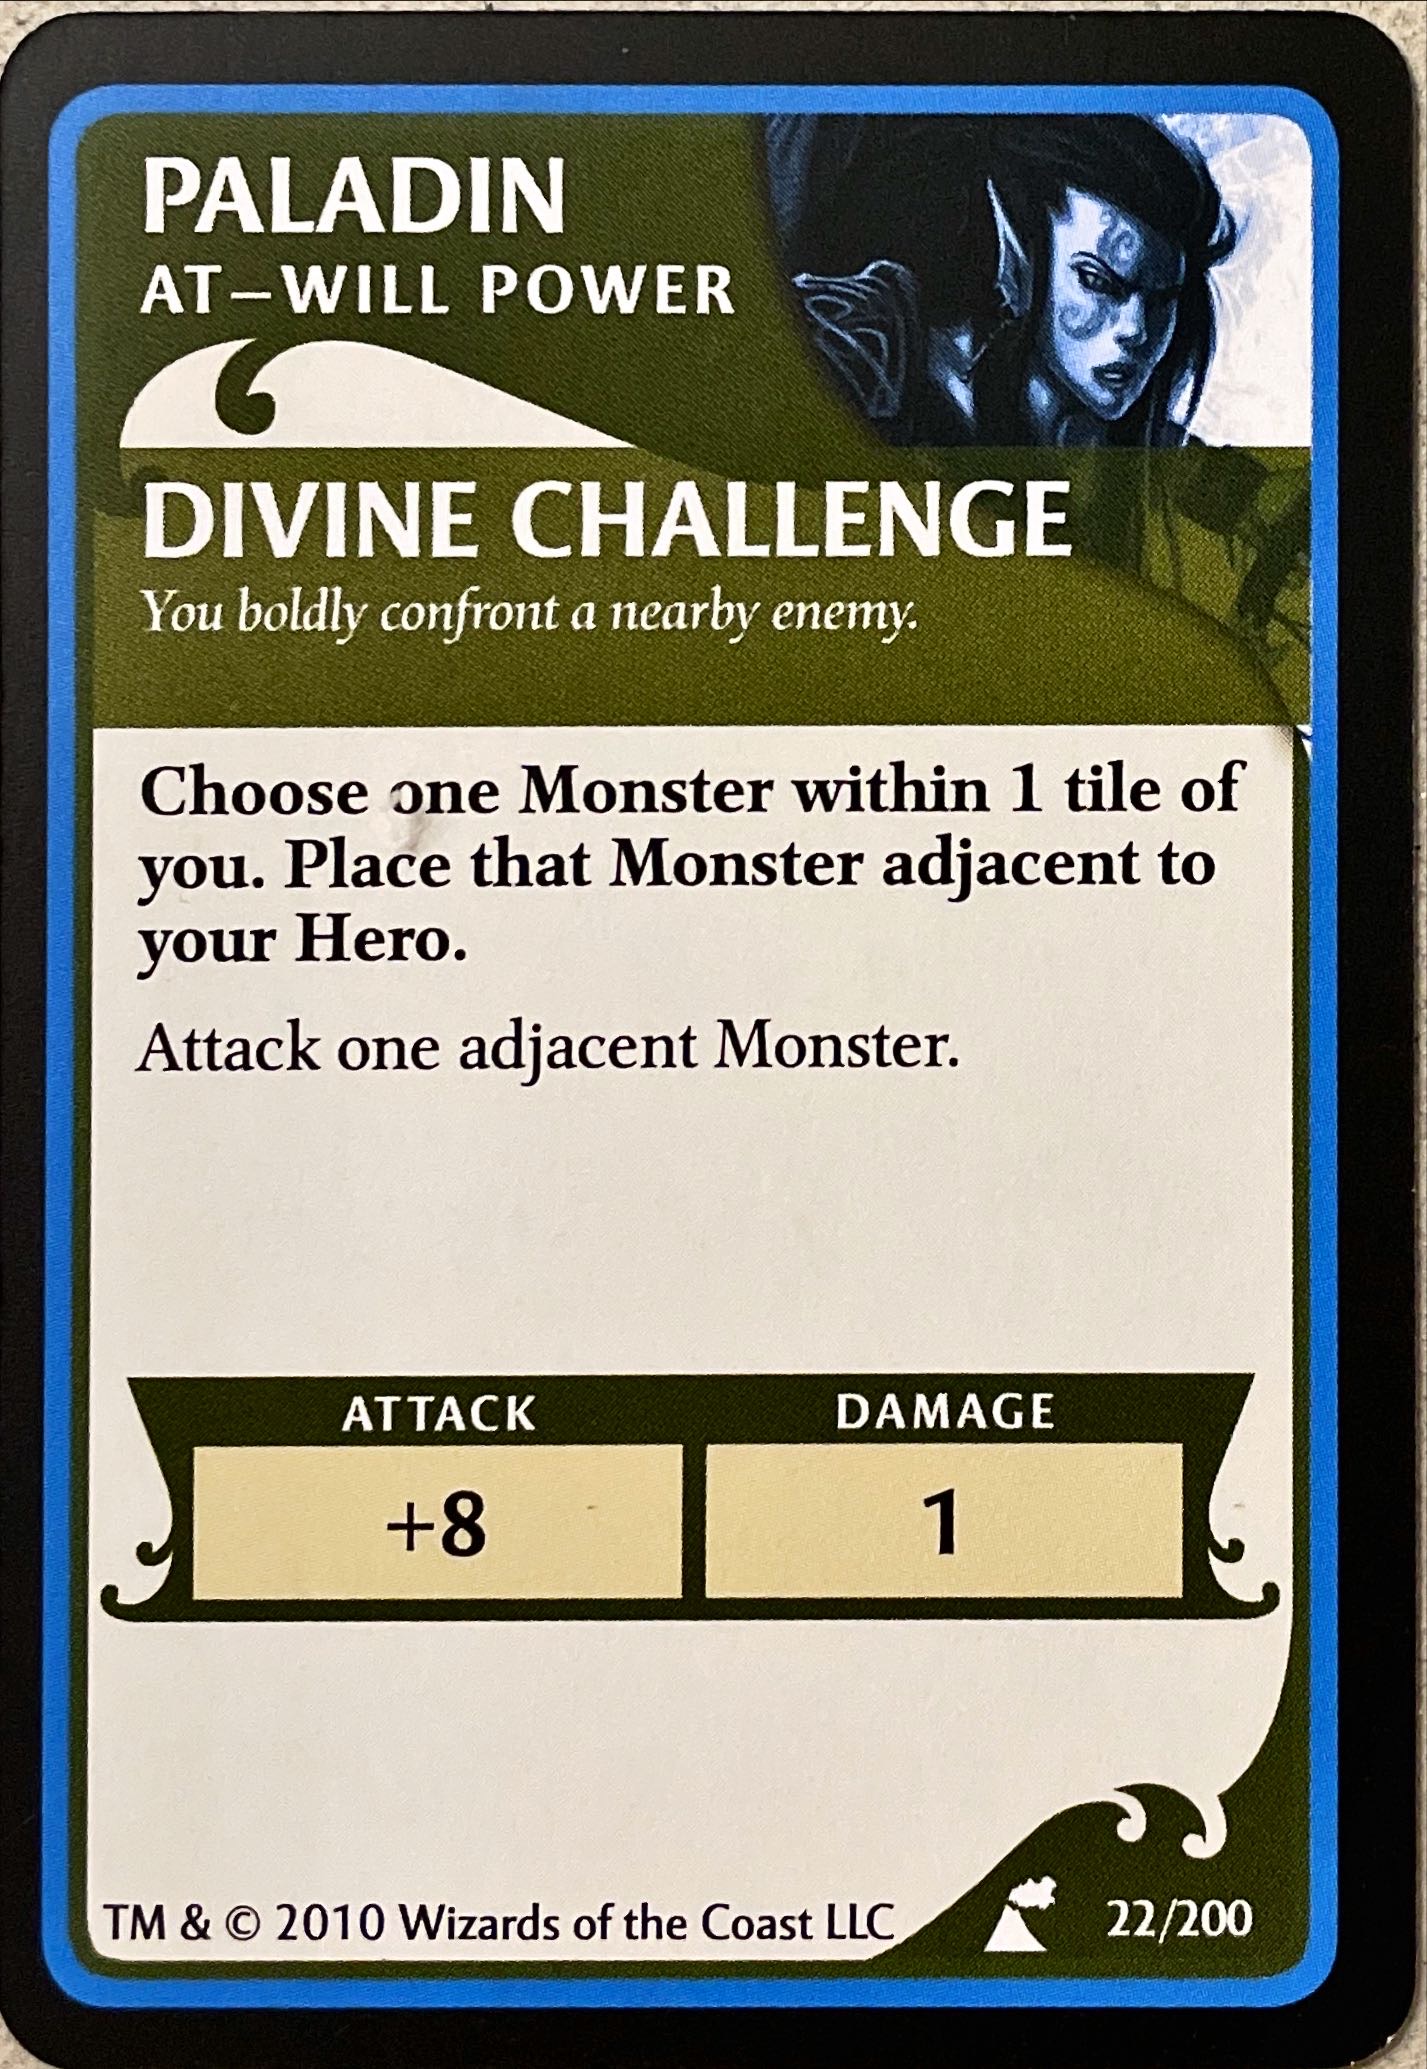 PALADIN
AT–WILL POWER
DIVINE CHALLENGE
You boldly confront a nearby enemy.
Choose one Monster within 1 tile of
you. Place that Monster adjacent to
your Hero.
Attack one adjacent Monster.
ATTACK DAMAGE
+8 1
TM & © 2010 Wizards of the Coast LLC 22/200